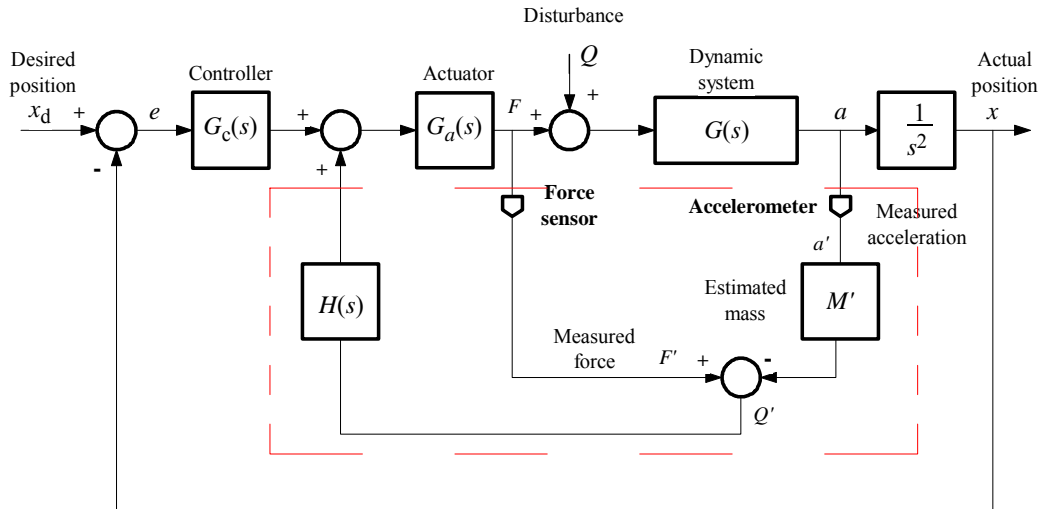 Disturbance
Desired
position
Controller
Actuator
Q
Dynamic
system
Actual
position
x_d
+
e
G_c(s)
+
G_a(s)
F
+
+
G(s)
a
1
s²
x
-
+
Force
sensor
Accelerometer
Measured
acceleration
a'
H(s)
Estimated
mass
M'
Measured
force
F'
+
-
Q'